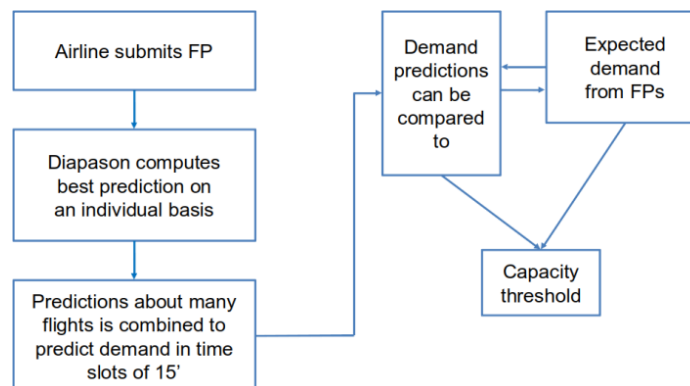 Airline submits FP
Diapason computes
best prediction on
an individual basis
Predictions about many
flights is combined to
predict demand in time
slots of 15’
Demand
predictions
can be
compared
to
Expected
demand
from FPs
Capacity
threshold